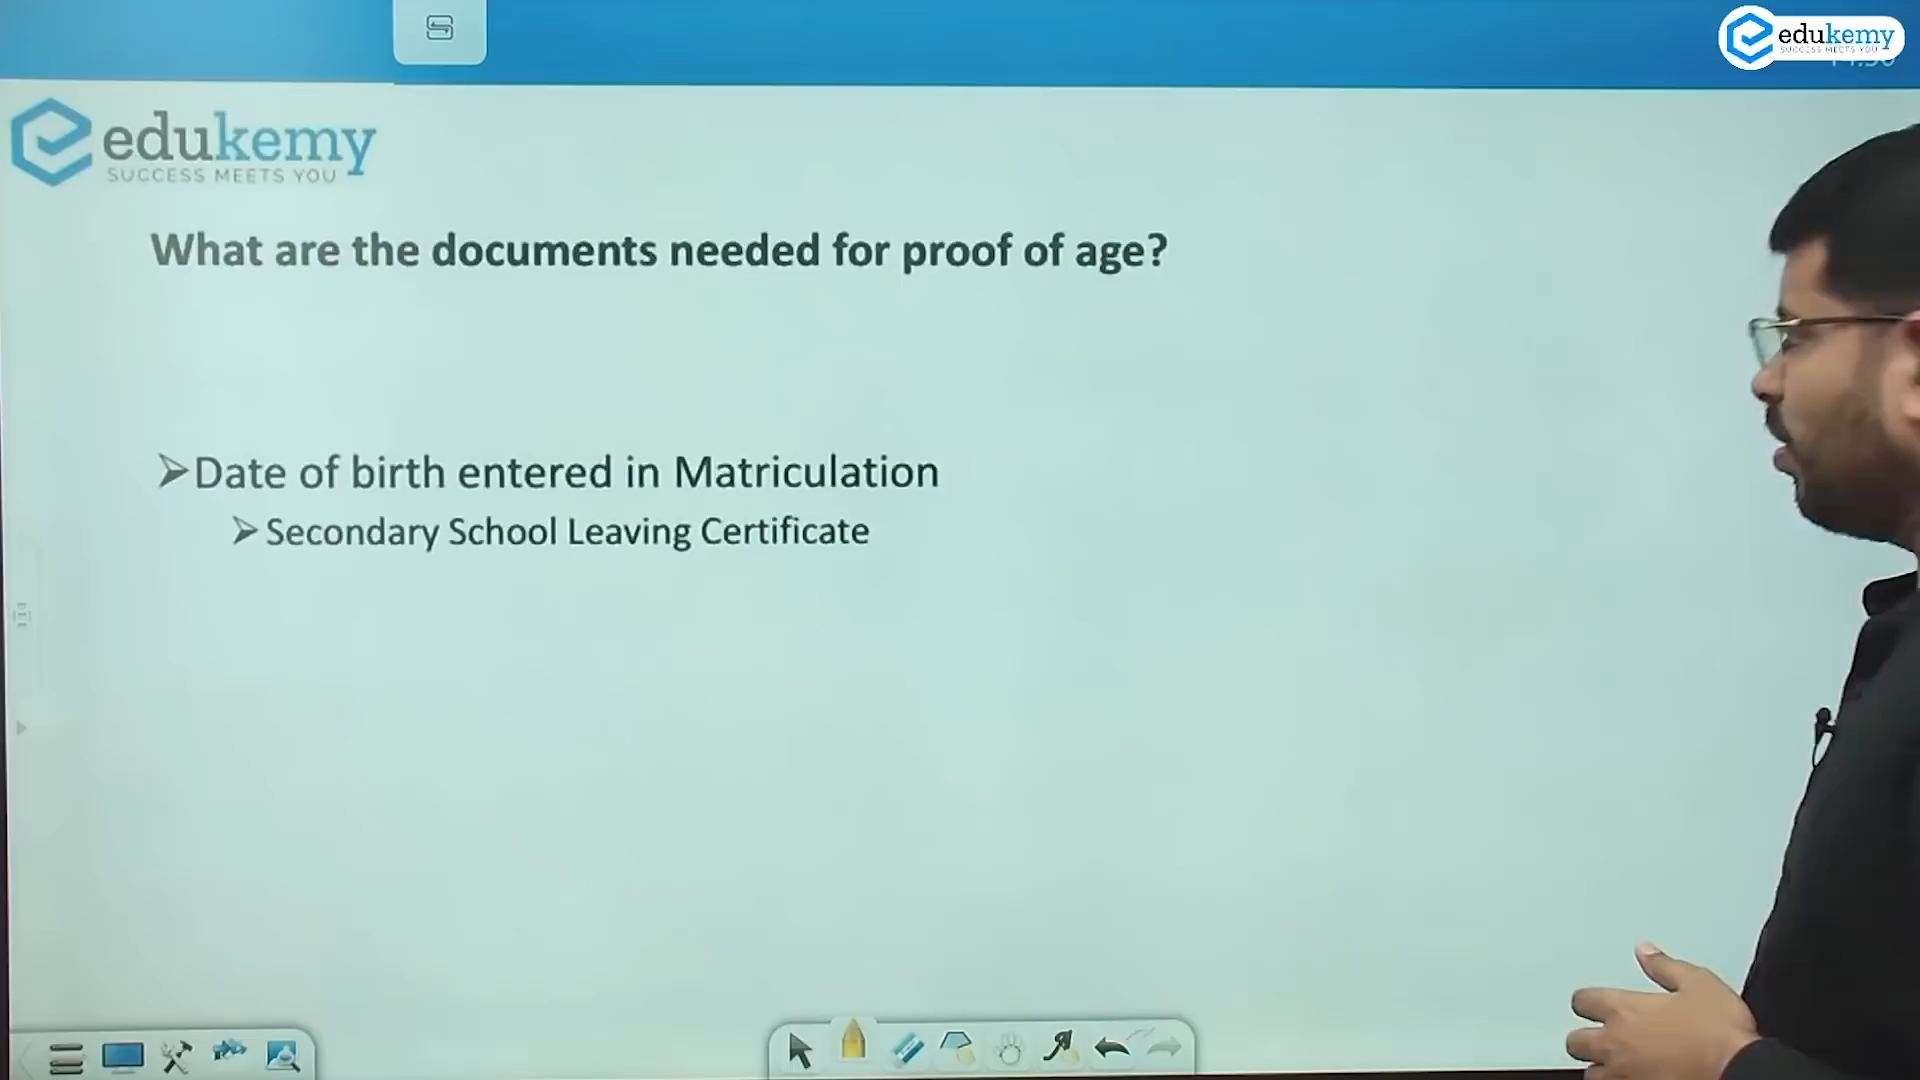 edukemy
SUCCESS MEETS YOU
edukemy
SUCCESS MEETS YOU
What are the documents needed for proof of age?
Date of birth entered in Matriculation
Secondary School Leaving Certificate